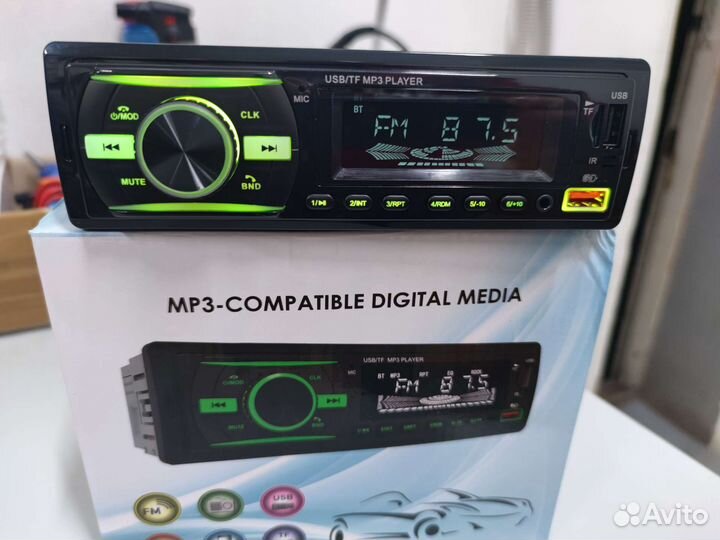 USB/TF MP3 PLAYER
MIC
USB
TF
BT
/MOD
CLK
FM 87.5
IR
MUTE
BND
1/
2/INT
3/RPT
4/RDM
5/-10
6/+10
MP3-COMPATIBLE DIGITAL MEDIA
USB/TF MP3 PLAYER
MIC
/MOD
CLK
BT MP3 RPT EQ ROCK
FM 87.5
MUTE
BND
FM
USB
TF
Avito